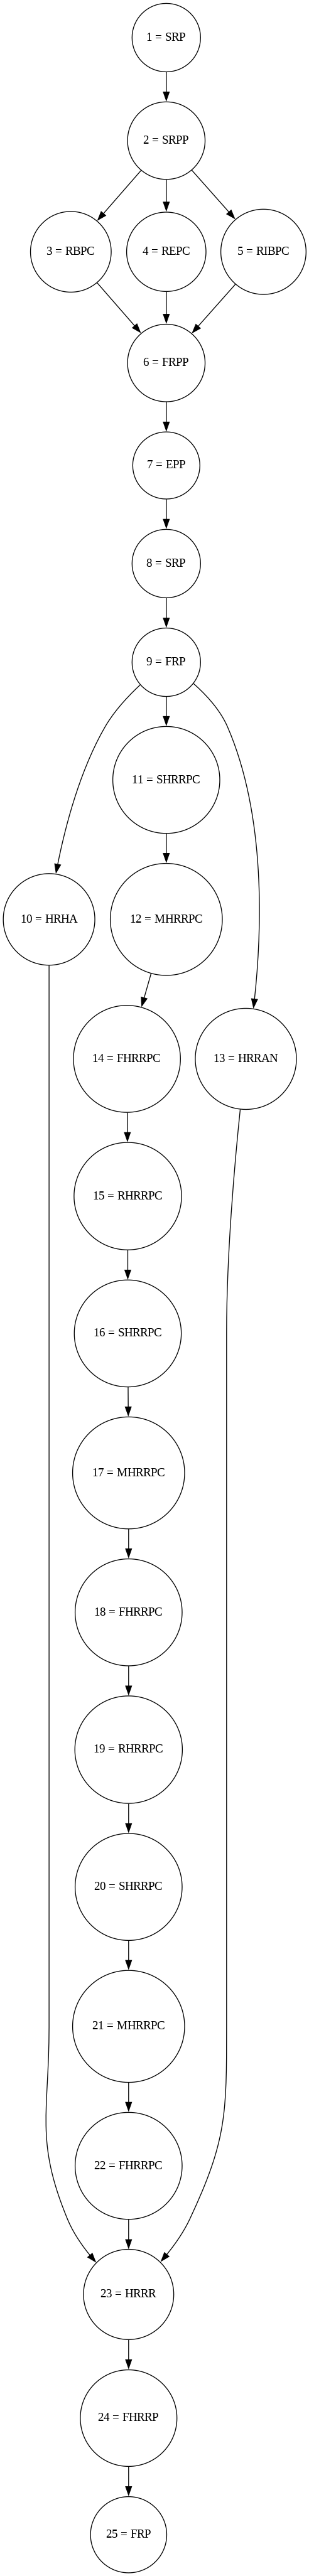 1 = SRP
2 = SRPP
3 = RBPC
4 = REPC
5 = RIBPC
6 = FRPP
7 = EPP
8 = SRP
9 = FRP
11 = SHRRPC
10 = HRHA
12 = MHRRPC
14 = FHRRPC
13 = HRRAN
15 = RHRRPC
16 = SHRRPC
17 = MHRRPC
18 = FHRRPC
19 = RHRRPC
20 = SHRRPC
21 = MHRRPC
22 = FHRRPC
23 = HRRR
24 = FHRRP
25 = FRP